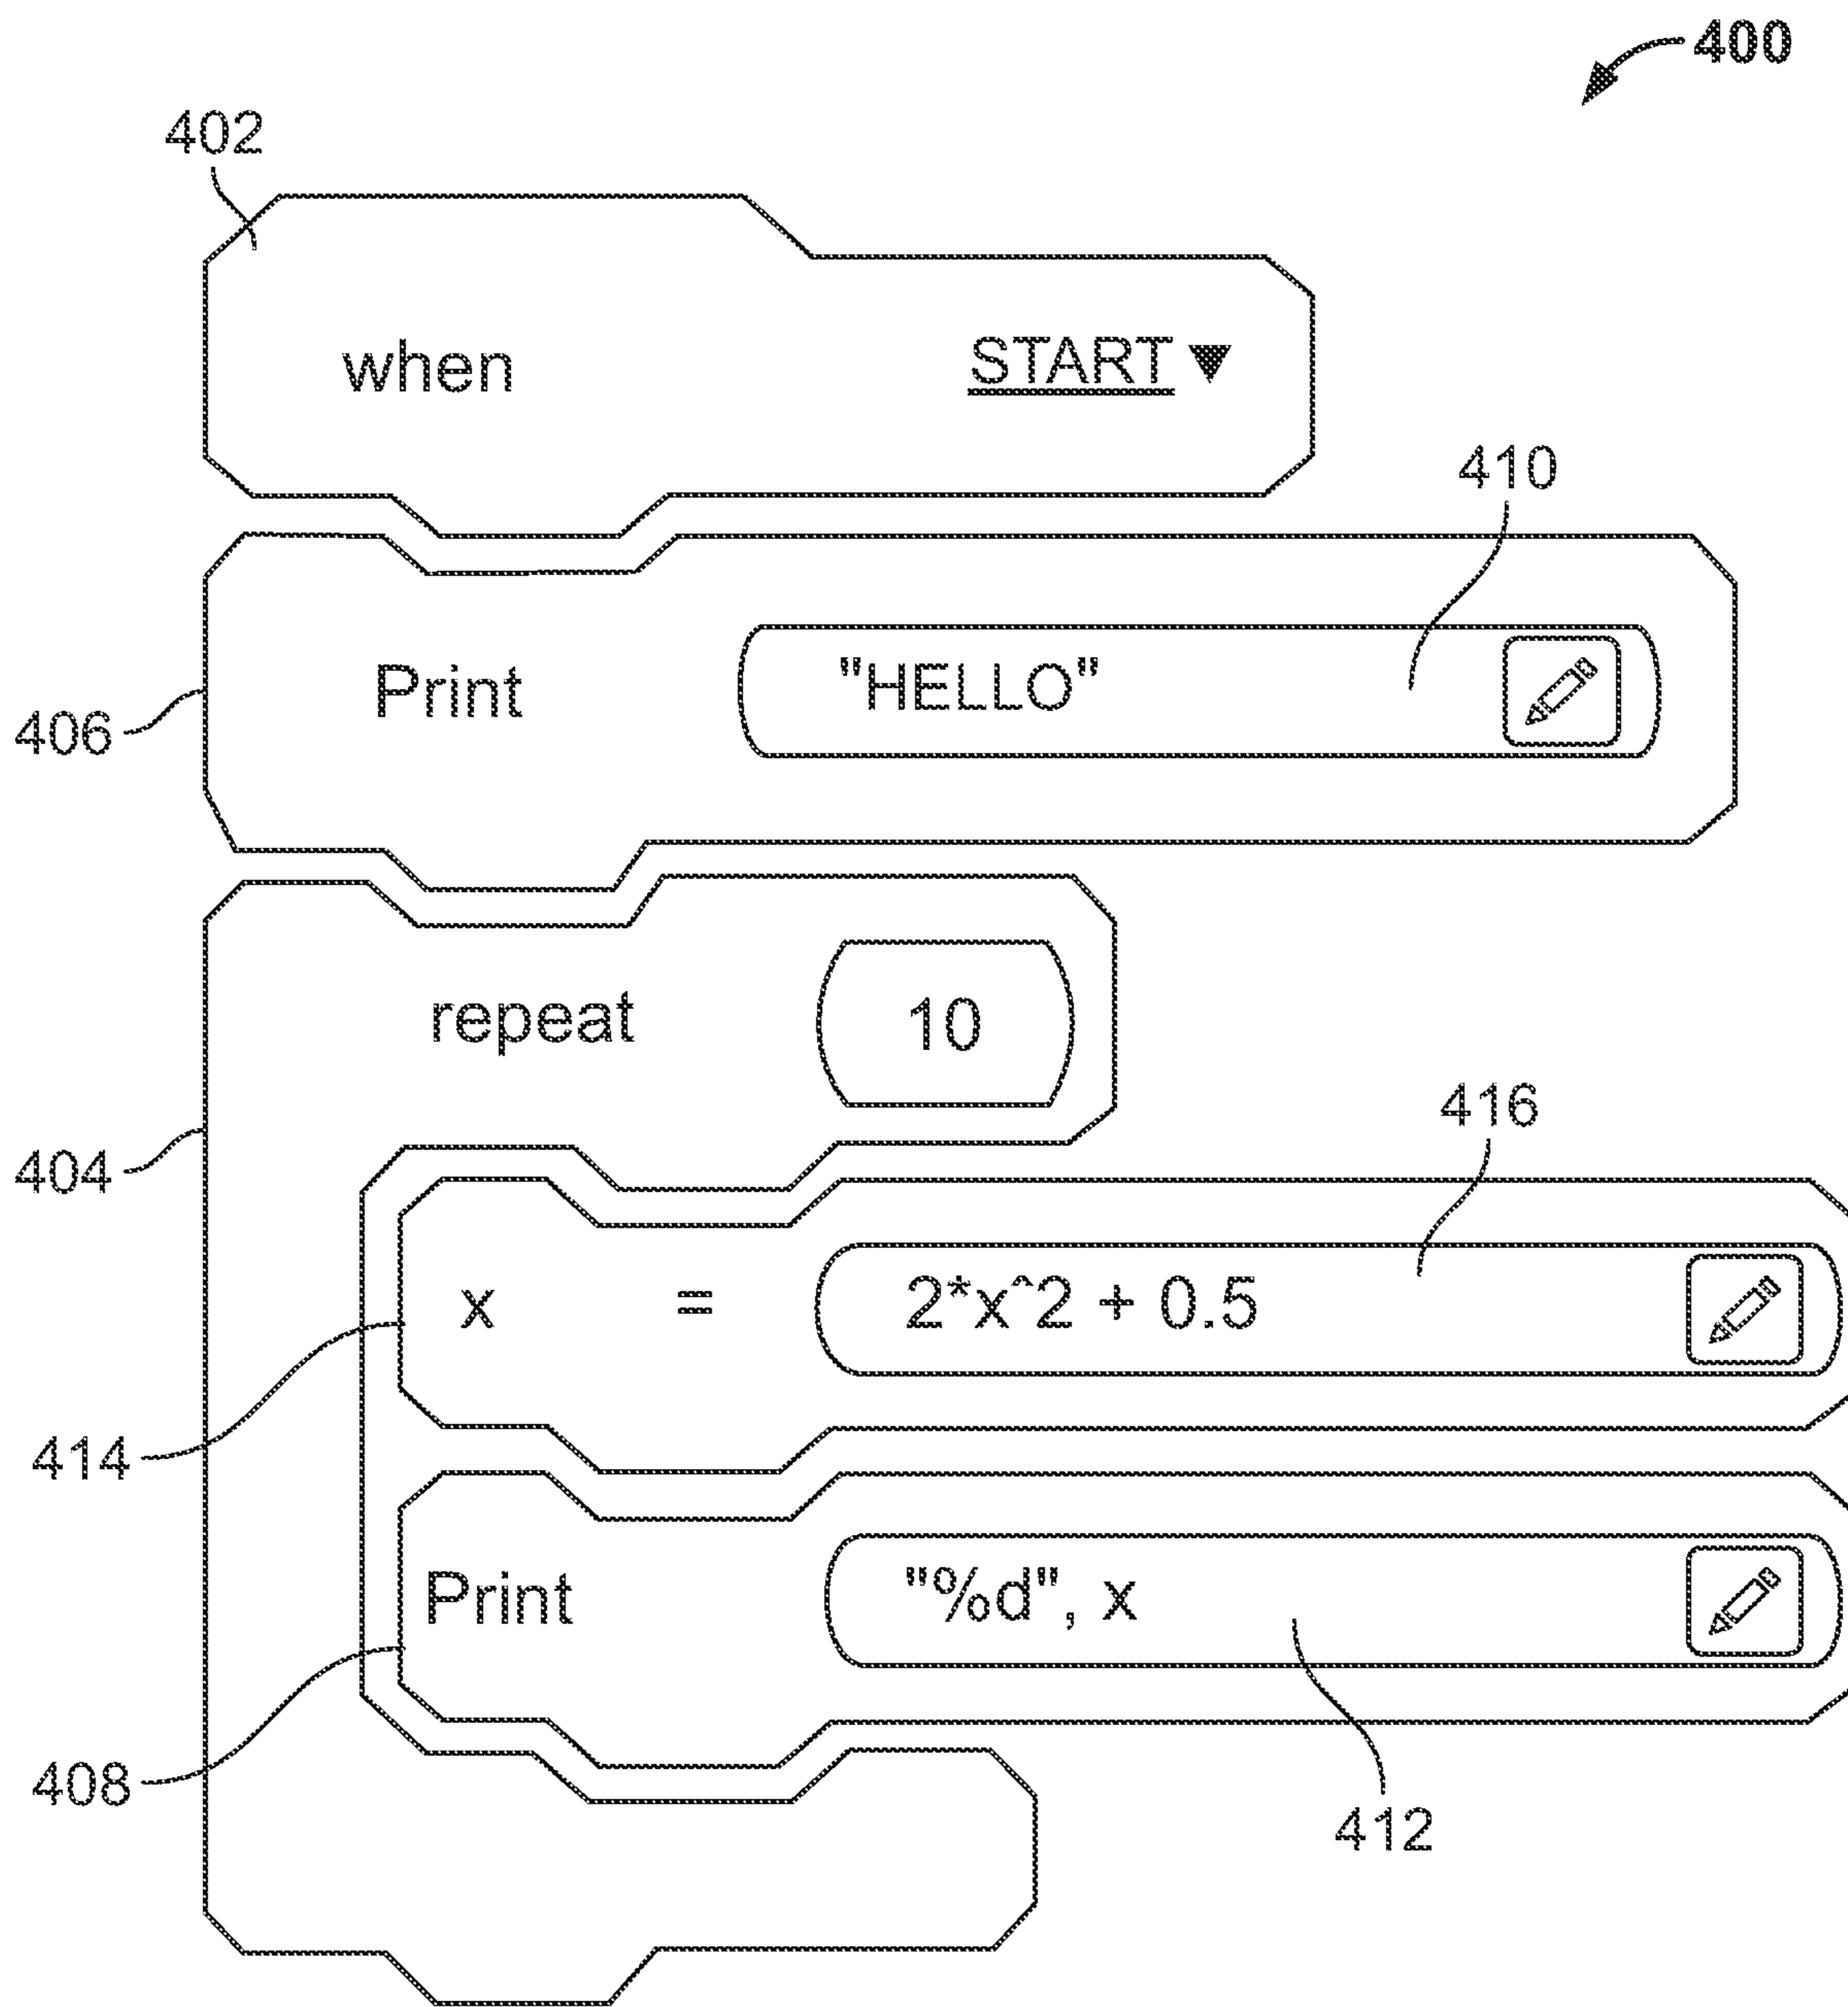 400
402
when START ▼
410
Print "HELLO"
406
repeat 10
416
404
x = 2*x^2 + 0.5
414
Print "%d", x
408
412